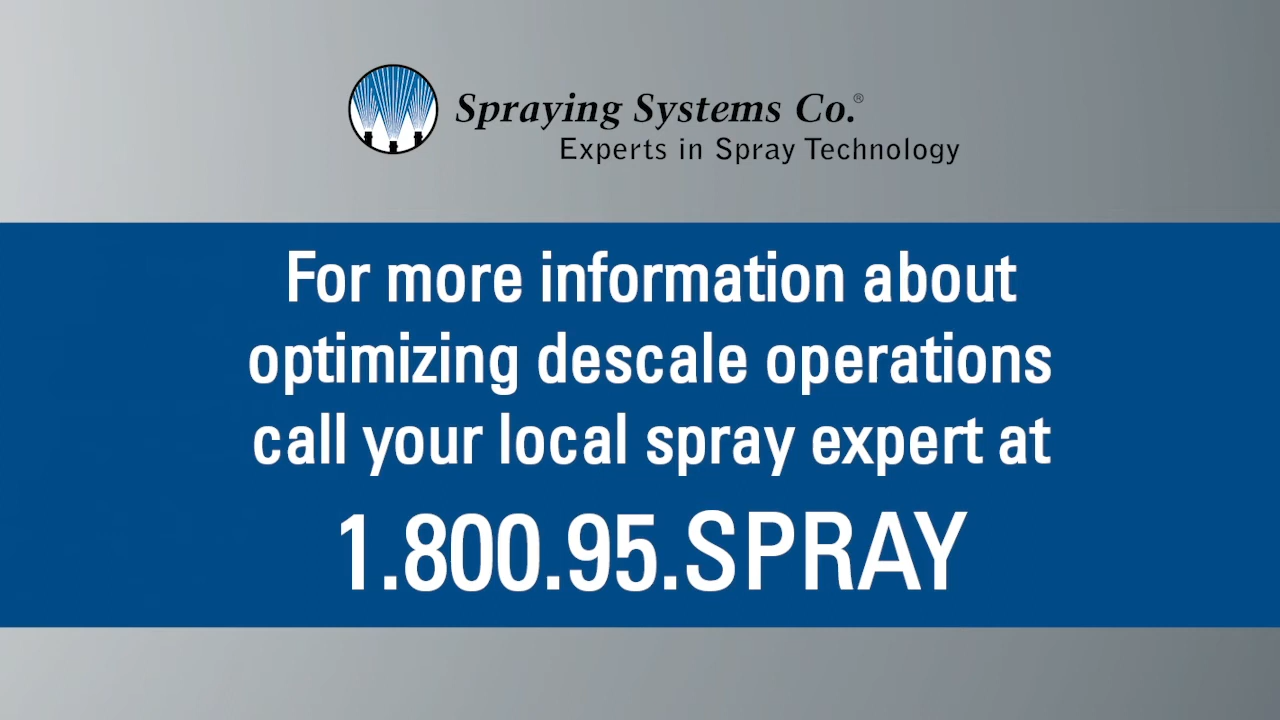 Spraying Systems Co.®
Experts in Spray Technology
For more information about
optimizing descale operations
call your local spray expert at
1.800.95.SPRAY